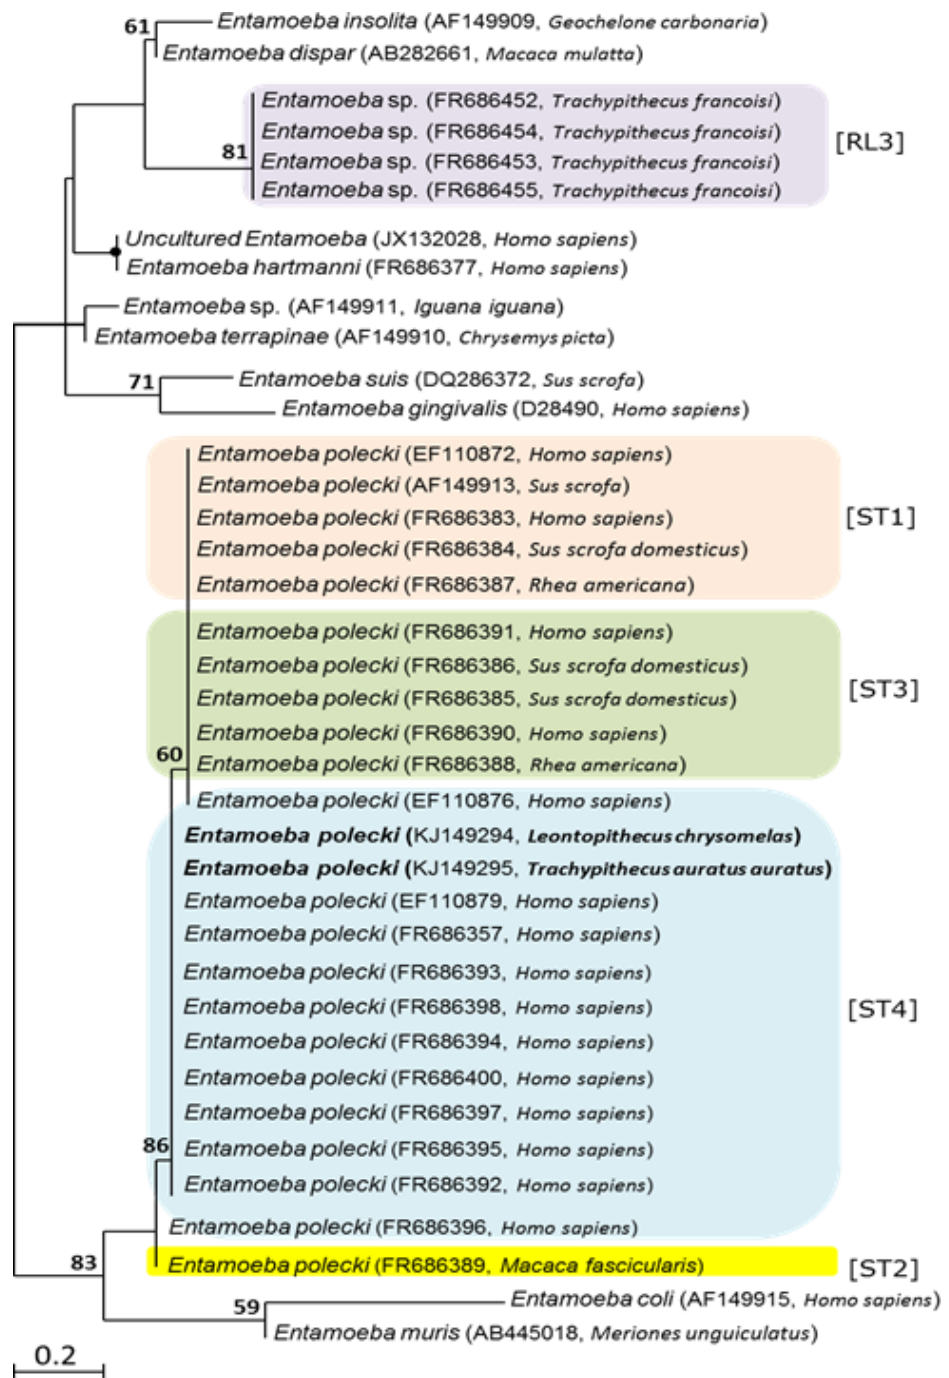 61
Entamoeba insolita (AF149909, Geochelone carbonaria)
Entamoeba dispar (AB282661, Macaca mulatta)
Entamoeba sp. (FR686452, Trachypithecus francoisi)
Entamoeba sp. (FR686454, Trachypithecus francoisi)
[RL3]
81
Entamoeba sp. (FR686453, Trachypithecus francoisi)
Entamoeba sp. (FR686455, Trachypithecus francoisi)
Uncultured Entamoeba (JX132028, Homo sapiens)
Entamoeba hartmanni (FR686377, Homo sapiens)
Entamoeba sp. (AF149911, Iguana iguana)
Entamoeba terrapinae (AF149910, Chrysemys picta)
71
Entamoeba suis (DQ286372, Sus scrofa)
Entamoeba gingivalis (D28490, Homo sapiens)
Entamoeba polecki (EF110872, Homo sapiens)
Entamoeba polecki (AF149913, Sus scrofa)
Entamoeba polecki (FR686383, Homo sapiens)
[ST1]
Entamoeba polecki (FR686384, Sus scrofa domesticus)
Entamoeba polecki (FR686387, Rhea americana)
Entamoeba polecki (FR686391, Homo sapiens)
Entamoeba polecki (FR686386, Sus scrofa domesticus)
[ST3]
Entamoeba polecki (FR686385, Sus scrofa domesticus)
Entamoeba polecki (FR686390, Homo sapiens)
60
Entamoeba polecki (FR686388, Rhea americana)
Entamoeba polecki (EF110876, Homo sapiens)
Entamoeba polecki (KJ149294, Leontopithecus chrysomelas)
Entamoeba polecki (KJ149295, Trachypithecus auratus auratus)
Entamoeba polecki (EF110879, Homo sapiens)
Entamoeba polecki (FR686357, Homo sapiens)
Entamoeba polecki (FR686393, Homo sapiens)
Entamoeba polecki (FR686398, Homo sapiens)
[ST4]
Entamoeba polecki (FR686394, Homo sapiens)
Entamoeba polecki (FR686400, Homo sapiens)
Entamoeba polecki (FR686397, Homo sapiens)
86
Entamoeba polecki (FR686395, Homo sapiens)
Entamoeba polecki (FR686392, Homo sapiens)
Entamoeba polecki (FR686396, Homo sapiens)
83
Entamoeba polecki (FR686389, Macaca fascicularis)
[ST2]
59
Entamoeba coli (AF149915, Homo sapiens)
Entamoeba muris (AB445018, Meriones unguiculatus)
0.2